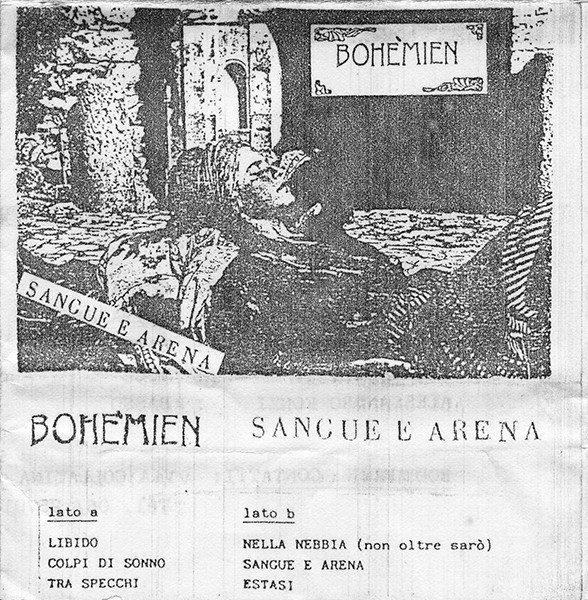 BOHÈMIEN
SANGUE E ARENA
BOHÈMIEN
SANGUE E ARENA
lato a
LIBIDO
COLPI DI SONNO
TRA SPECCHI
lato b
NELLA NEBBIA (non oltre sarò)
SANGUE E ARENA
ESTASI